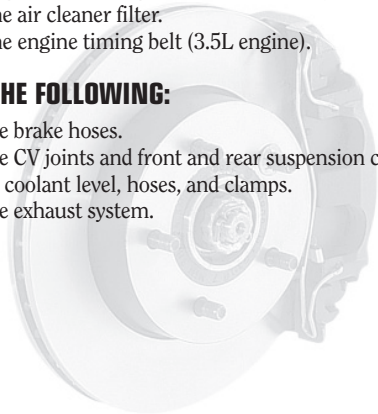 he air cleaner filter.
he engine timing belt (3.5L engine).
HE FOLLOWING:
e brake hoses.
e CV joints and front and rear suspension c
coolant level, hoses, and clamps.
e exhaust system.